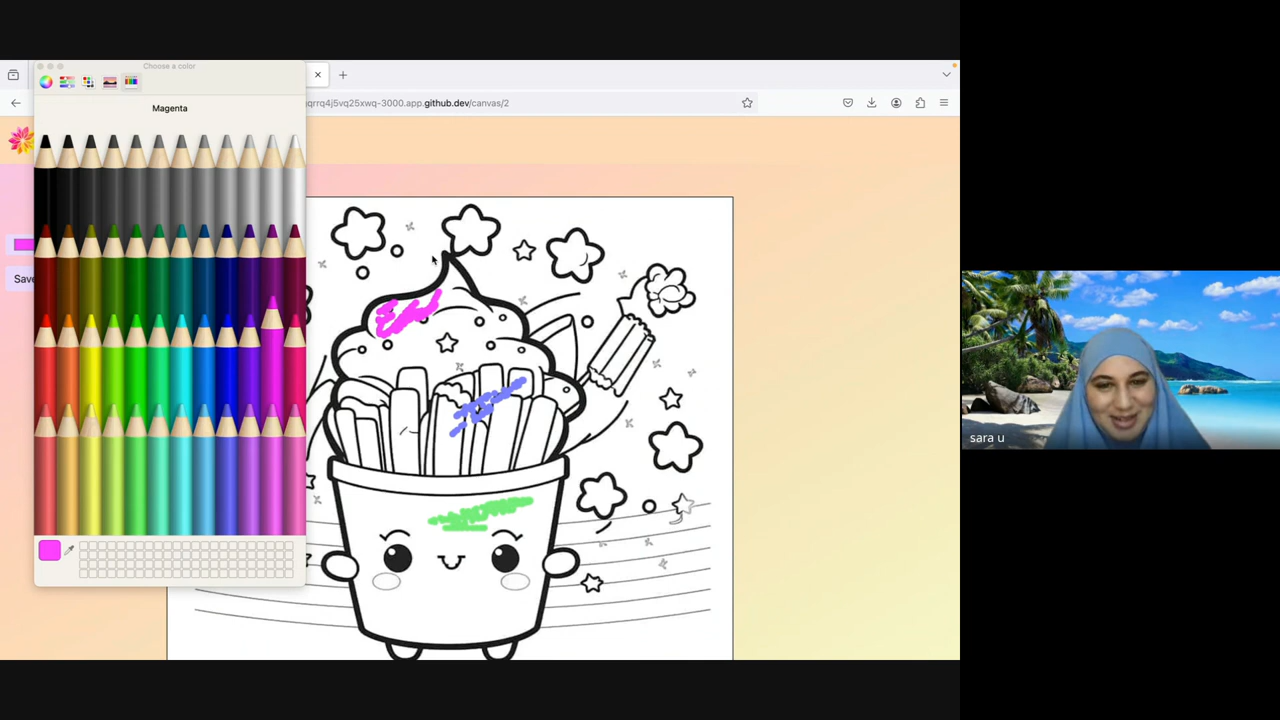 Choose a color
Magenta
qrrq4j5vq25xwq-3000.app.github.dev/canvas/2
Save
sara u